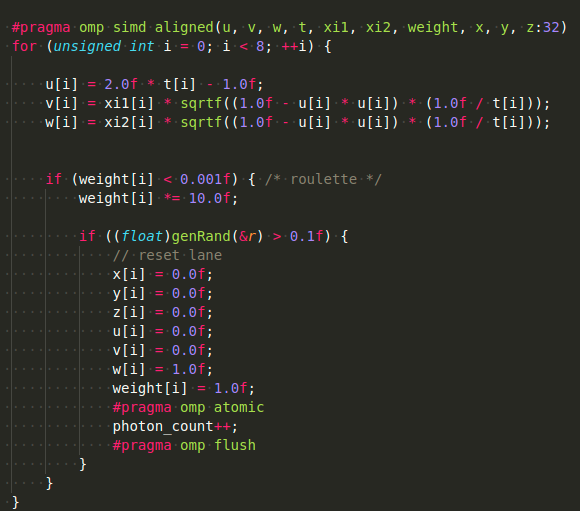 #pragma omp simd aligned(u, v, w, t, xi1, xi2, weight, x, y, z:32)
for (unsigned int i = 0; i < 8; ++i) {
u[i] = 2.0f * t[i] - 1.0f;
v[i] = xi1[i] * sqrtf((1.0f - u[i] * u[i]) * (1.0f / t[i]));
w[i] = xi2[i] * sqrtf((1.0f - u[i] * u[i]) * (1.0f / t[i]));
if (weight[i] < 0.001f) { /* roulette */
weight[i] *= 10.0f;
if ((float)genRand(&r) > 0.1f) {
// reset lane
x[i] = 0.0f;
y[i] = 0.0f;
z[i] = 0.0f;
u[i] = 0.0f;
v[i] = 0.0f;
w[i] = 1.0f;
weight[i] = 1.0f;
#pragma omp atomic
photon_count++;
#pragma omp flush
}
}
}